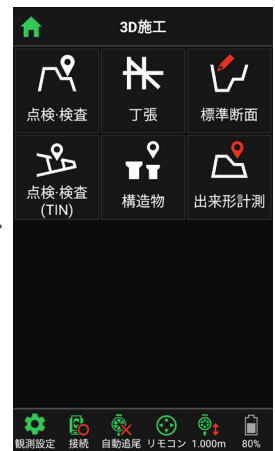 3D施工
点検·検査
丁張
標準断面
点検·検査
(TIN)
構造物
出来形計測
観測設定
接続
自動追尾
リモコン
1.000m
80%